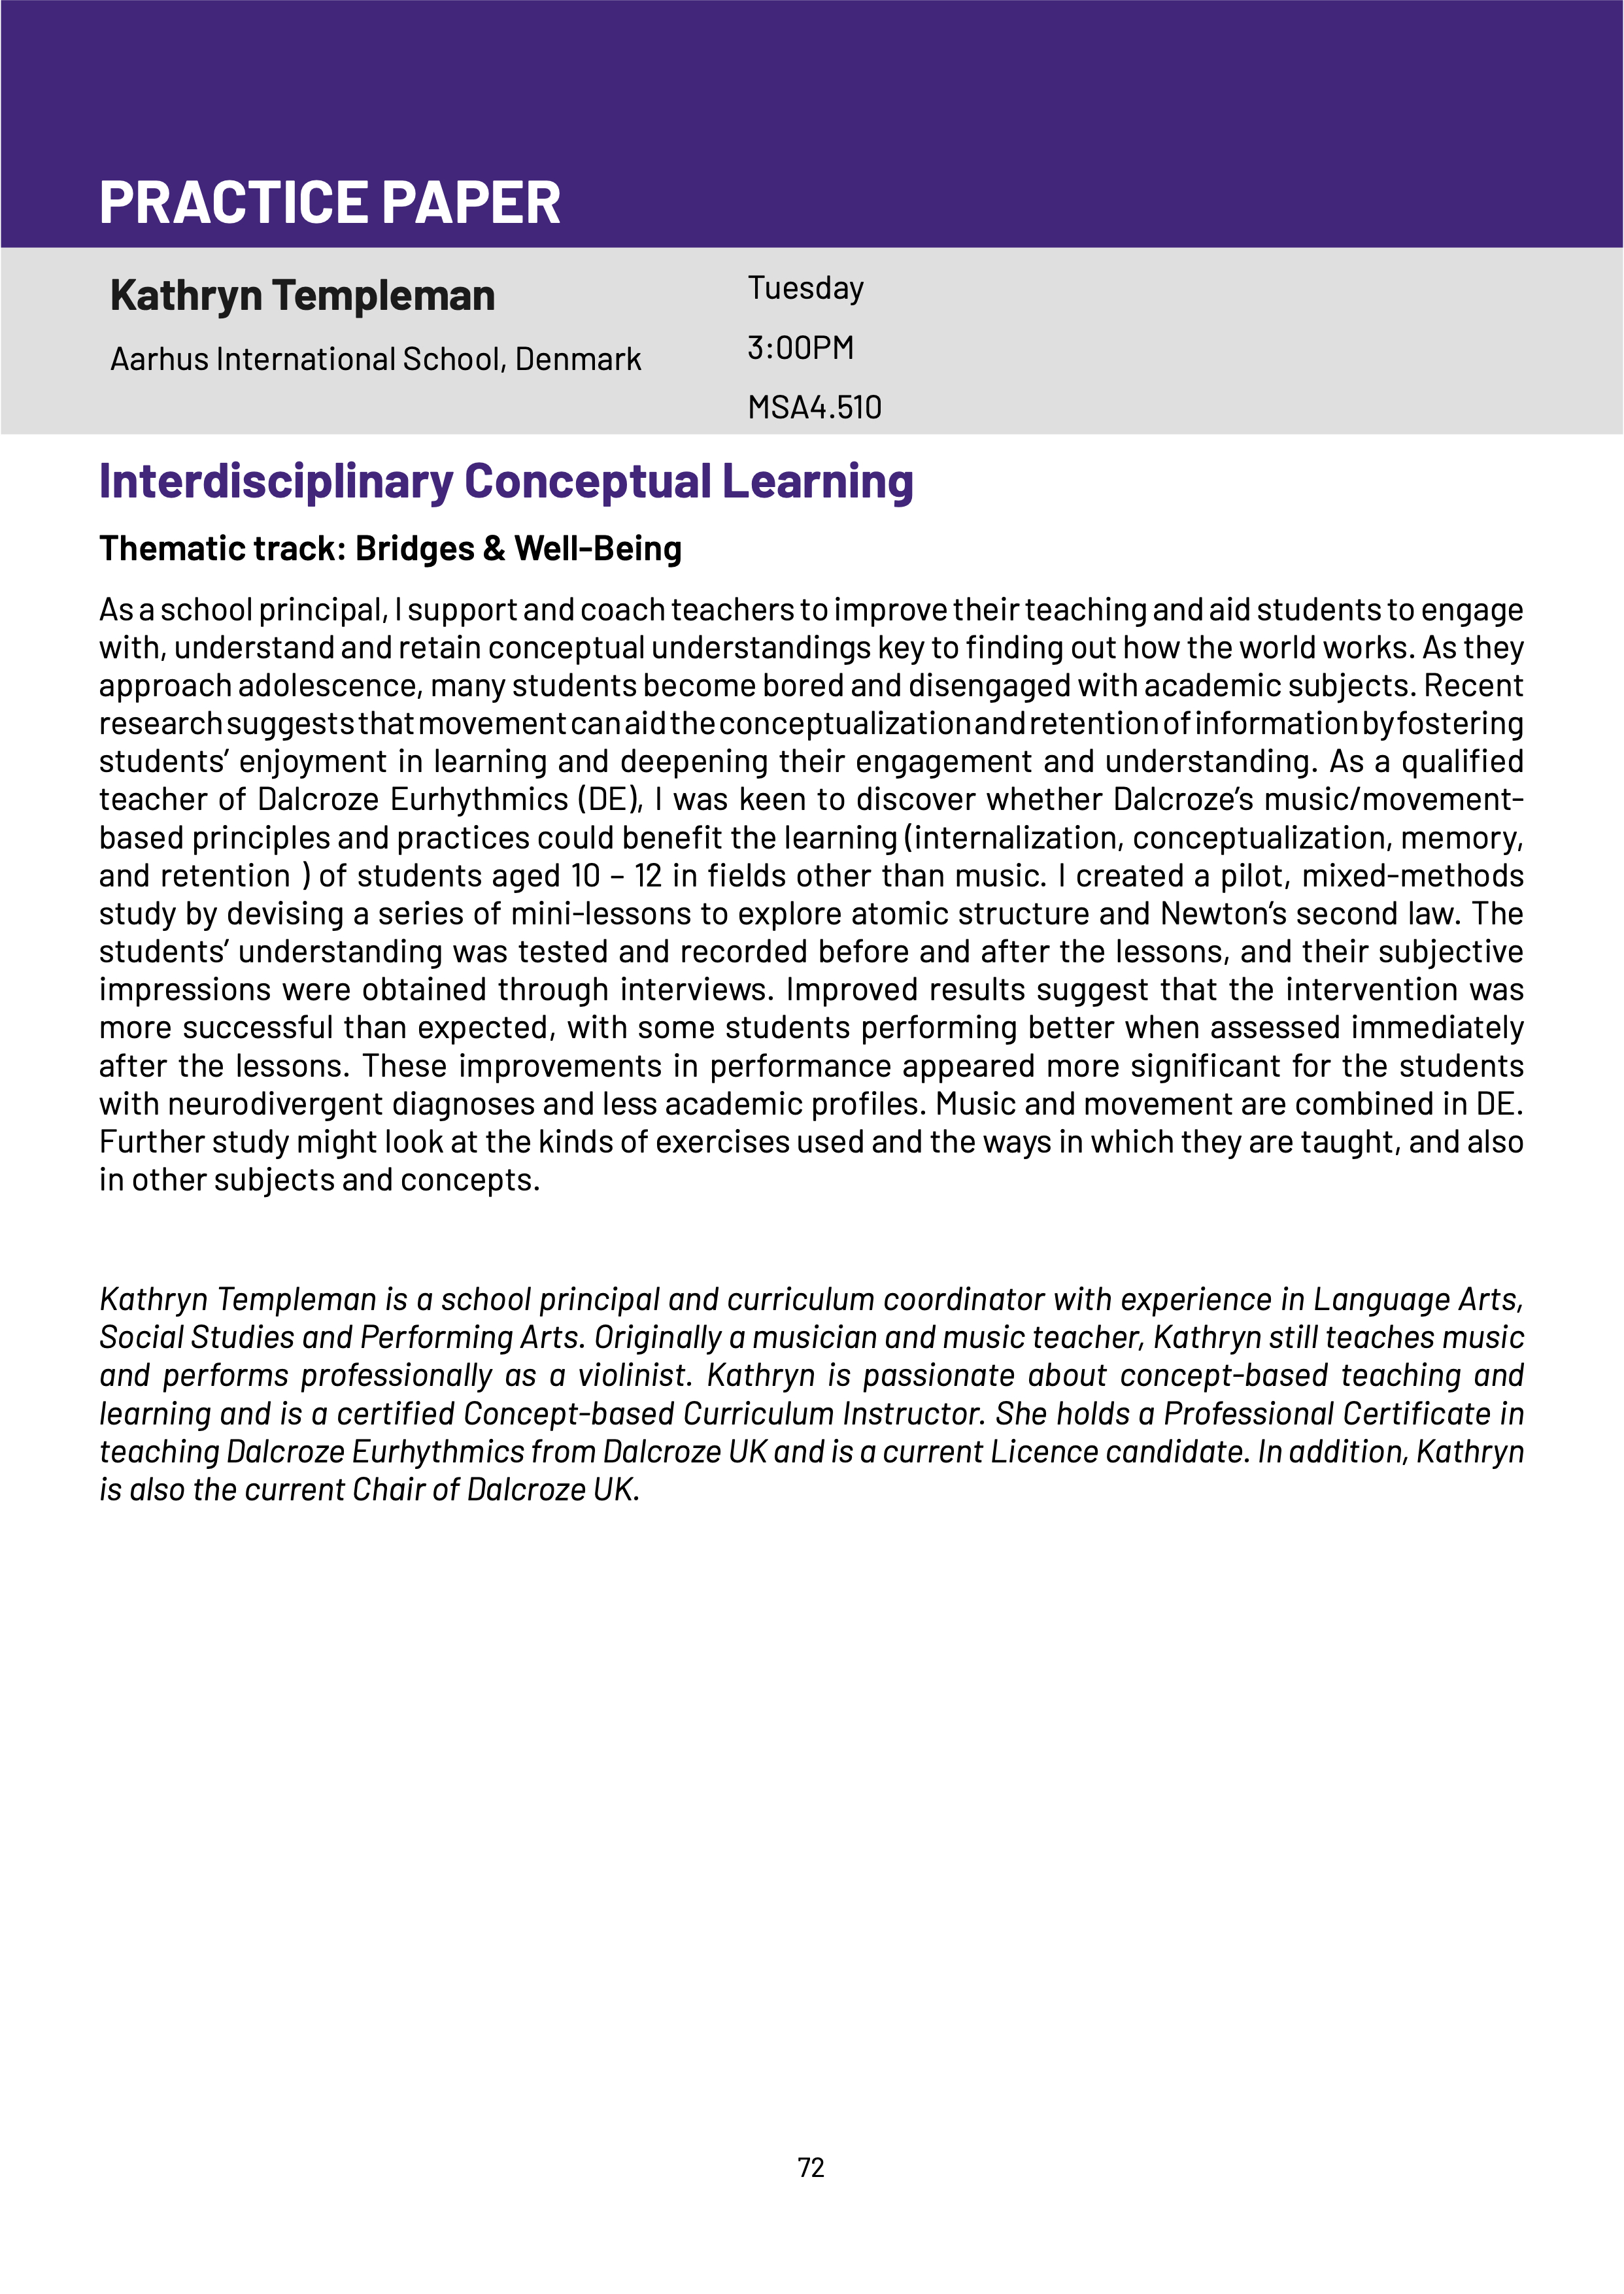 PRACTICE PAPER
Kathryn Templeman
Aarhus International School, Denmark
Tuesday
3:00PM
MSA4.510
Interdisciplinary Conceptual Learning
Thematic track: Bridges & Well-Being
As a school principal, I support and coach teachers to improve their teaching and aid students to engage
with, understand and retain conceptual understandings key to finding out how the world works. As they
approach adolescence, many students become bored and disengaged with academic subjects. Recent
research suggests that movement can aid the conceptualization and retention of information by fostering
students’ enjoyment in learning and deepening their engagement and understanding. As a qualified
teacher of Dalcroze Eurhythmics (DE), I was keen to discover whether Dalcroze’s music/movement-
based principles and practices could benefit the learning (internalization, conceptualization, memory,
and retention ) of students aged 10 – 12 in fields other than music. I created a pilot, mixed-methods
study by devising a series of mini-lessons to explore atomic structure and Newton’s second law. The
students’ understanding was tested and recorded before and after the lessons, and their subjective
impressions were obtained through interviews. Improved results suggest that the intervention was
more successful than expected, with some students performing better when assessed immediately
after the lessons. These improvements in performance appeared more significant for the students
with neurodivergent diagnoses and less academic profiles. Music and movement are combined in DE.
Further study might look at the kinds of exercises used and the ways in which they are taught, and also
in other subjects and concepts.
Kathryn Templeman is a school principal and curriculum coordinator with experience in Language Arts,
Social Studies and Performing Arts. Originally a musician and music teacher, Kathryn still teaches music
and performs professionally as a violinist. Kathryn is passionate about concept-based teaching and
learning and is a certified Concept-based Curriculum Instructor. She holds a Professional Certificate in
teaching Dalcroze Eurhythmics from Dalcroze UK and is a current Licence candidate. In addition, Kathryn
is also the current Chair of Dalcroze UK.
72